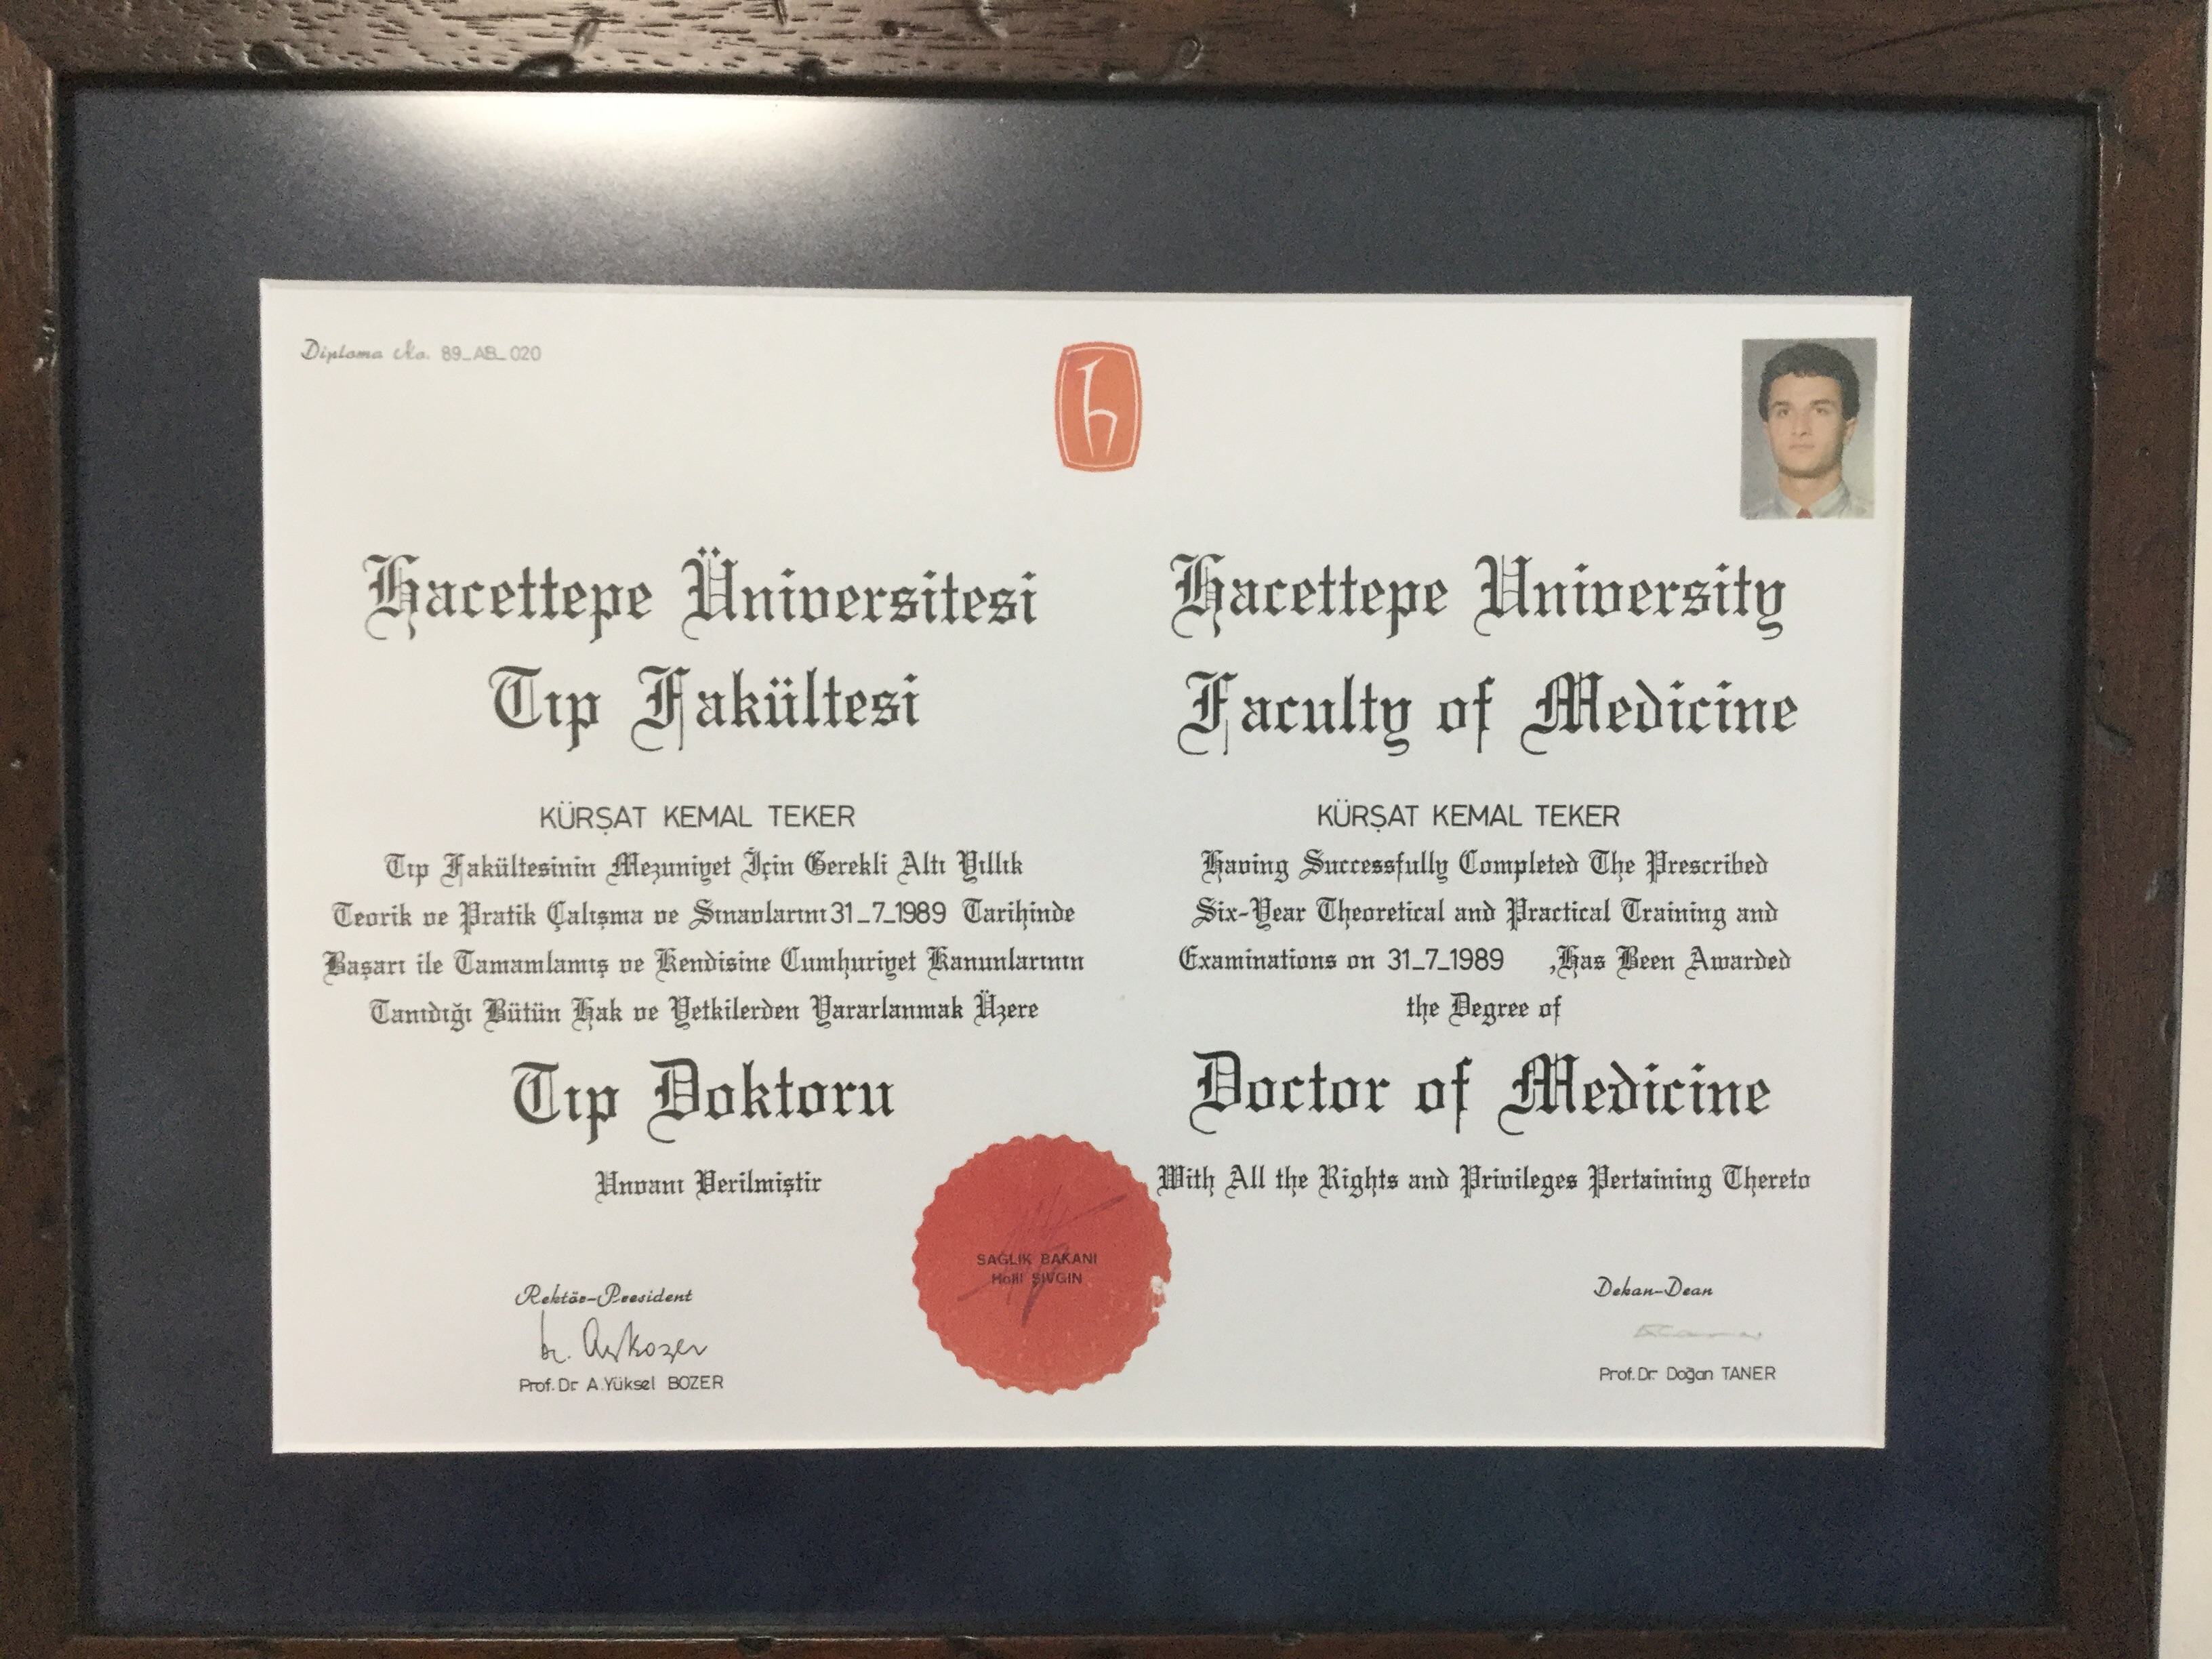 Diploma No. 89_AB_020
h
Hacettepe Üniversitesi
Tıp Fakültesi
KÜRŞAT KEMAL TEKER
Tıp Fakültesinin Mezuniyet İçin Gerekli Altı Yıllık
Teorik ve Pratik Çalışma ve Sınavlarını 31_7_1989 Tarihinde
Başarı ile Tamamlamış ve Kendisine Cumhuriyet Kanunlarının
Tanıdığı Bütün Hak ve Yetkilerden Yararlanmak Üzere
Tıp Doktoru
Unvanı Verilmiştir
Rektör-President
Prof. Dr A.Yüksel BOZER
Hacettepe University
Faculty of Medicine
KÜRŞAT KEMAL TEKER
Having Successfully Completed The Prescribed
Six-Year Theoretical and Practical Training and
Examinations on 31_7_1989 ,Has Been Awarded
the Degree of
Doctor of Medicine
With All the Rights and Privileges Pertaining Thereto
SAĞLIK BAKANI
Halil ŞIVGIN
Dekan-Dean
Prof. Dr. Doğan TANER